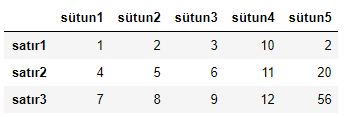 sütun1 sütun2 sütun3 sütun4 sütun5
satır1 1 2 3 10 2
satır2 4 5 6 11 20
satır3 7 8 9 12 56